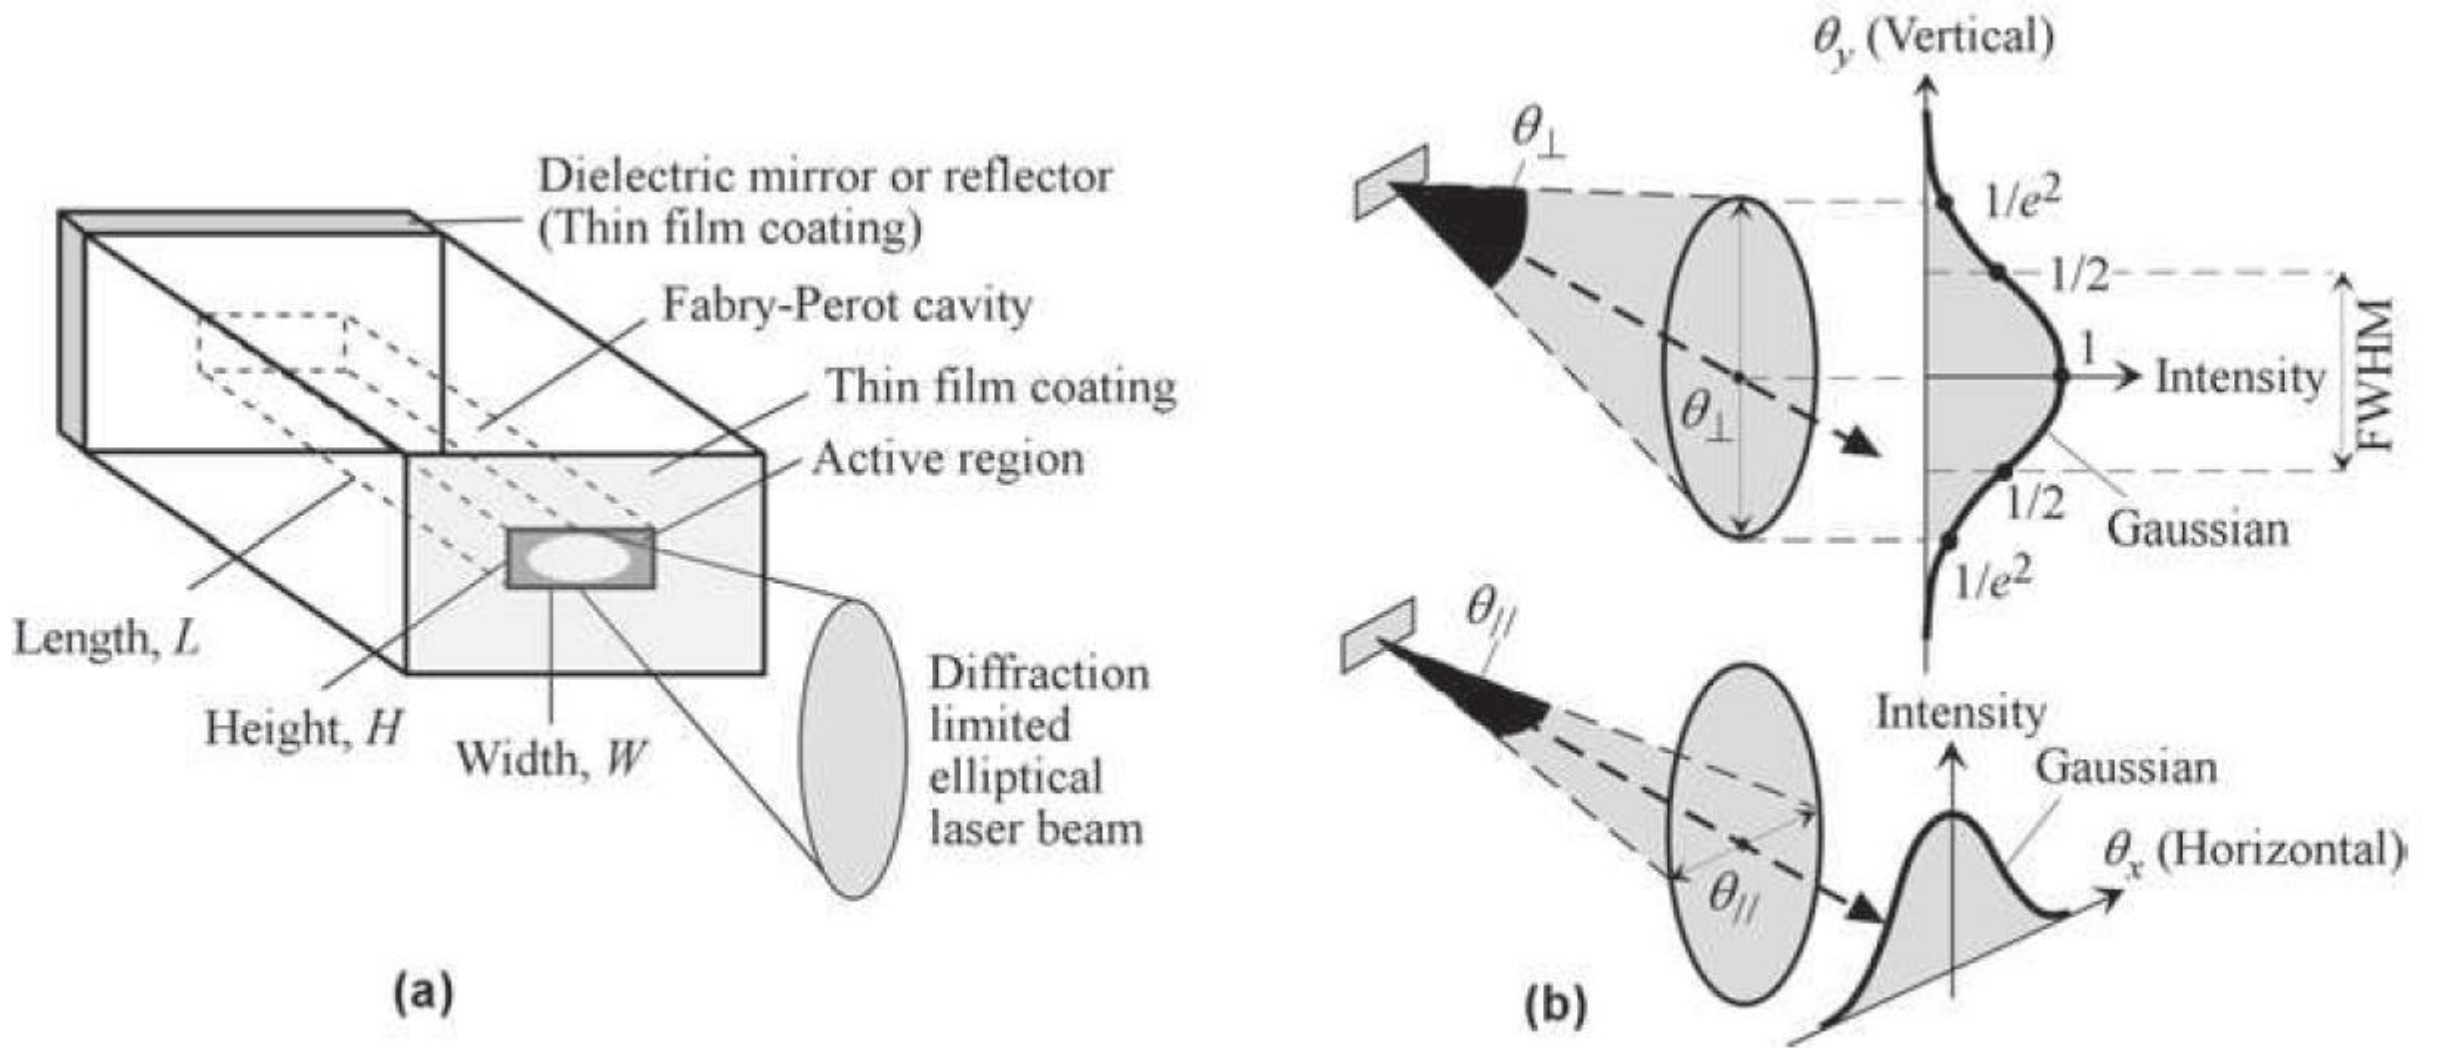 Dielectric mirror or reflector
(Thin film coating)
Fabry-Perot cavity
Thin film coating
Active region
Length, L
Height, H
Width, W
Diffraction
limited
elliptical
laser beam
(a)
θy (Vertical)
θ⊥
1/e2
1/2
1
Intensity
FWHM
θ⊥
1/2
Gaussian
1/e2
θ//
Intensity
Gaussian
θx (Horizontal)
θ//
(b)